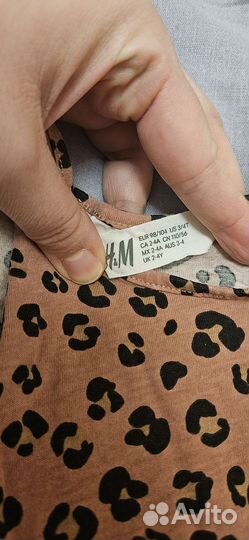 H&M
EUR 98/104 US 3/4T
CA 2-4A CN 110/56
MX 2-4A AUS 3-4
UK 2-4Y
Avito